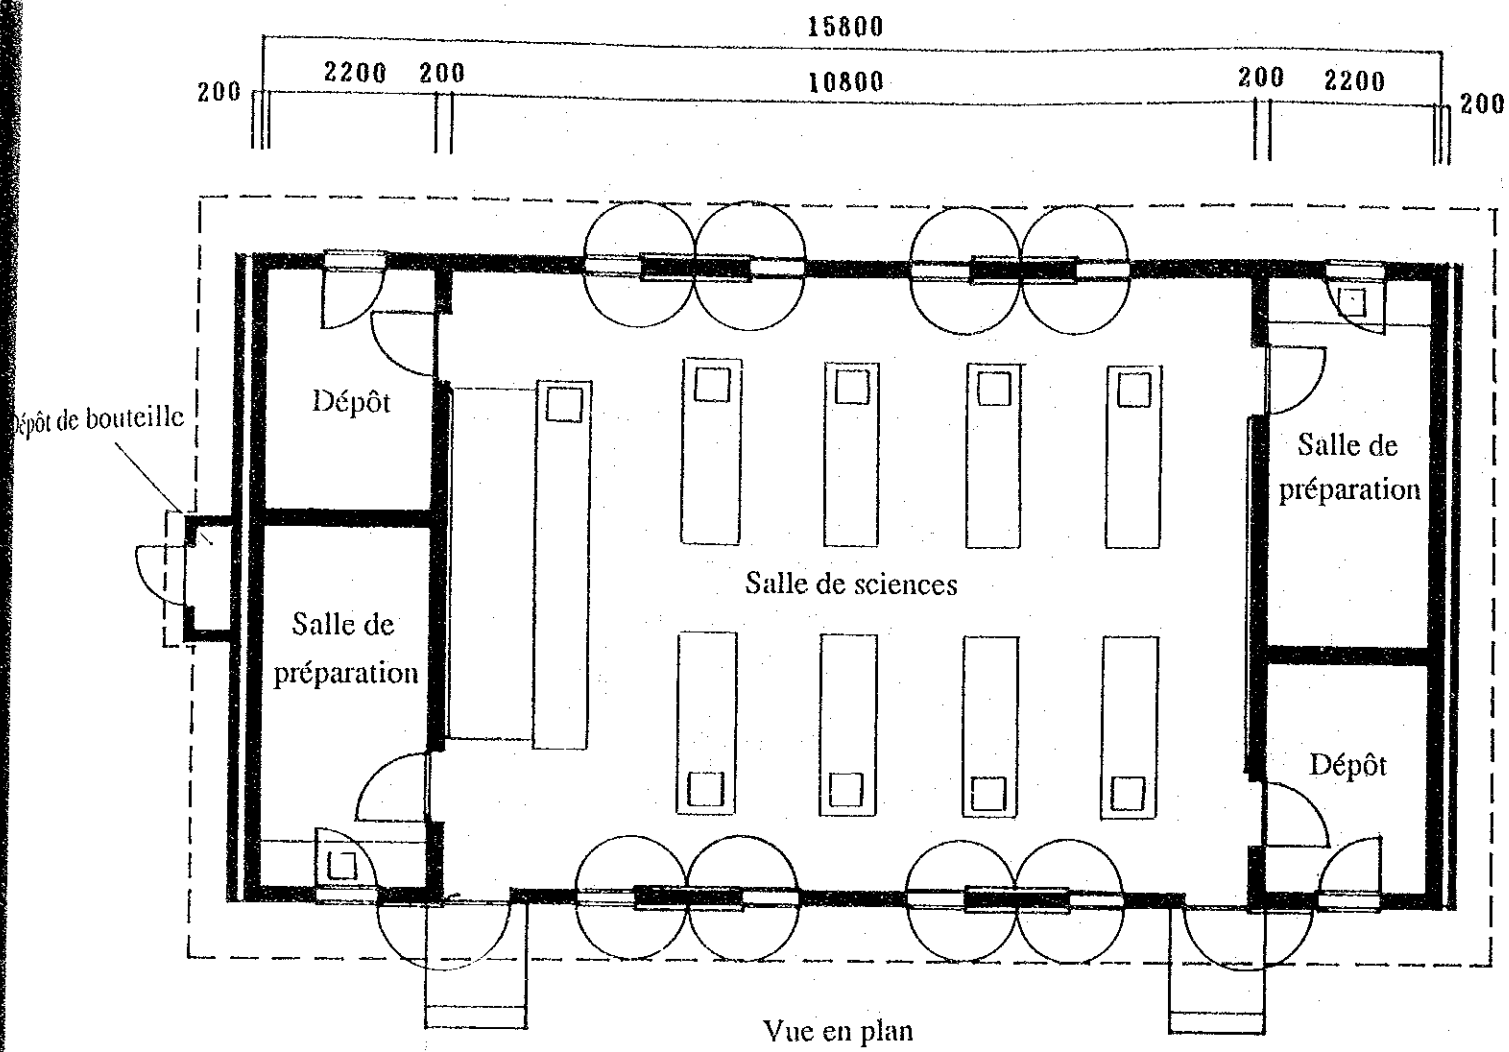 15800
200 2200 200 10800 200 2200 200
Dépôt
Dépôt de bouteille
Salle de
préparation
Salle de sciences
Salle de
préparation
Dépôt
Vue en plan